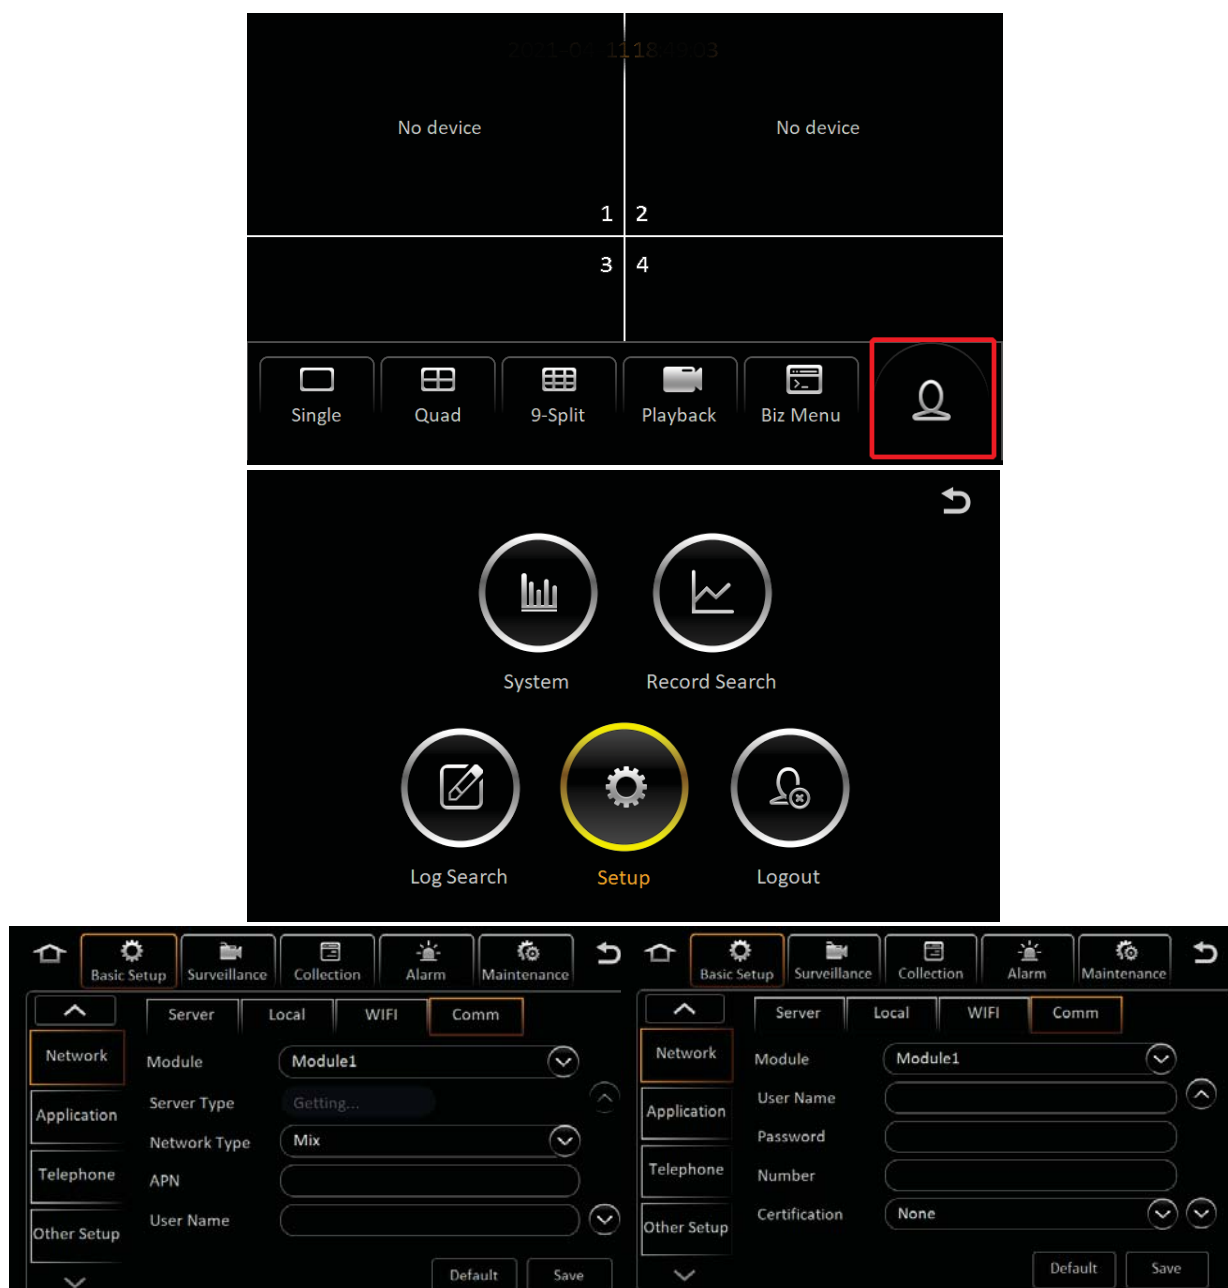 No device No device
1 2
3 4
Single Quad 9-Split Playback Biz Menu
System Record Search
Log Search Setup Logout
Basic Setup Surveillance Collection Alarm Maintenance
Server Local WIFI Comm
Network
Module Module1
Application
Server Type Getting...
Network Type Mix
Telephone
APN
Other Setup
User Name
Default Save
Basic Setup Surveillance Collection Alarm Maintenance
Server Local WIFI Comm
Network
Module Module1
Application
User Name
Password
Telephone
Number
Other Setup
Certification None
Default Save